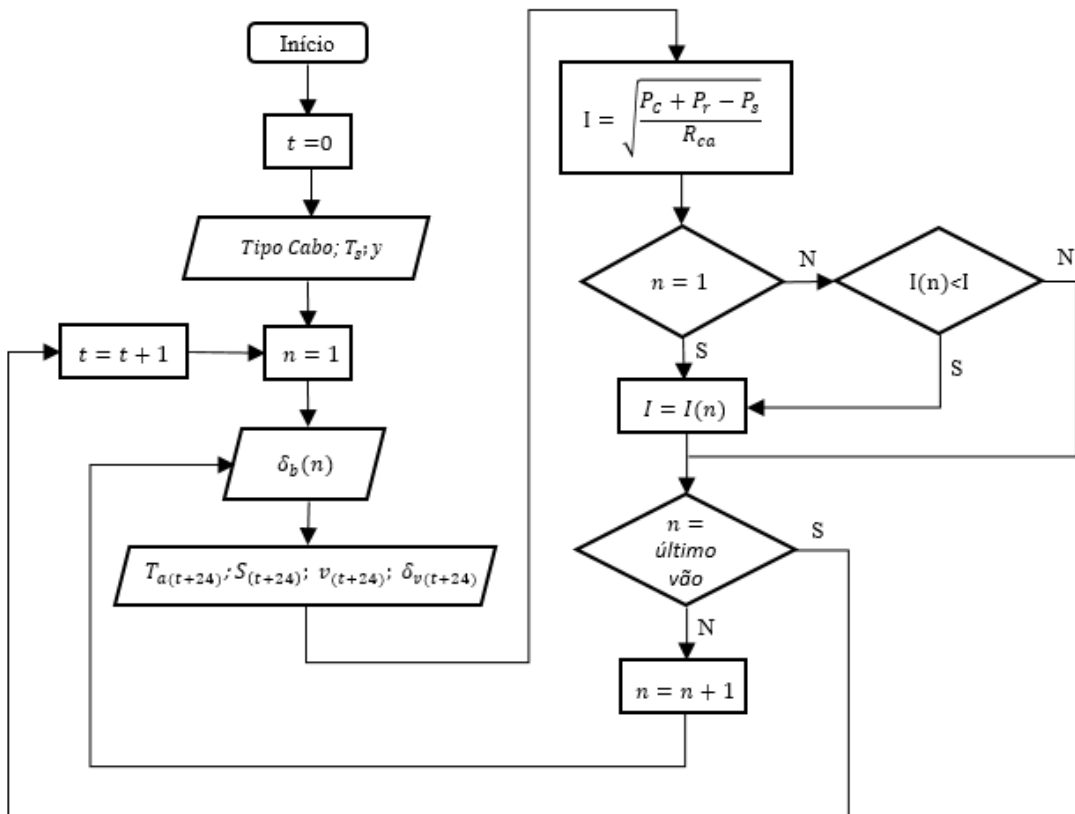 Início
t =0
Tipo Cabo; Tₛ; y
t = t + 1
n = 1
δ_b(n)
T_a(t+24); S_(t+24); v_(t+24); δ_v(t+24)
I = √((P_C + P_r − P_s)/R_ca)
n = 1
N
S
I(n)<I
N
S
I = I(n)
n =
último
vão
S
N
n = n + 1